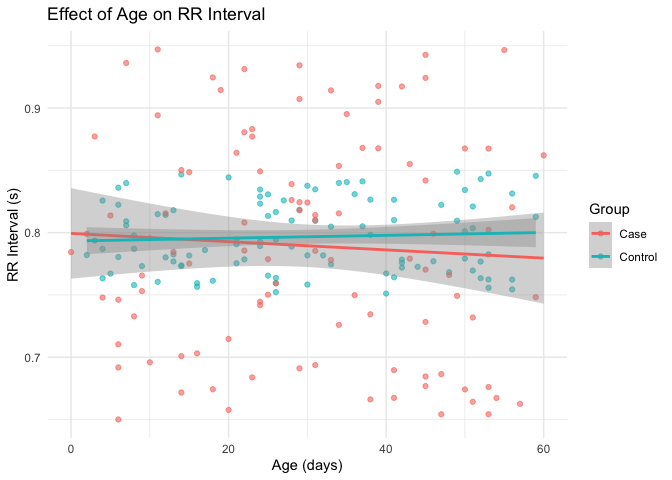 Effect of Age on RR Interval
RR Interval (s)
0.9
0.8
0.7
0
20
40
60
Age (days)
Group
Case
Control